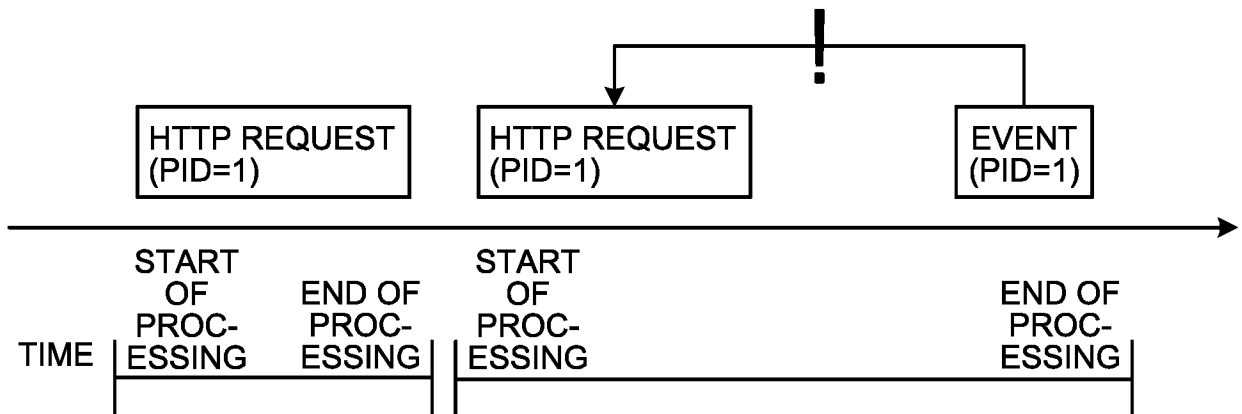 !
HTTP REQUEST
(PID=1)
HTTP REQUEST
(PID=1)
EVENT
(PID=1)
START
OF
PROC-
ESSING
END OF
PROC-
ESSING
START
OF
PROC-
ESSING
END OF
PROC-
ESSING
TIME